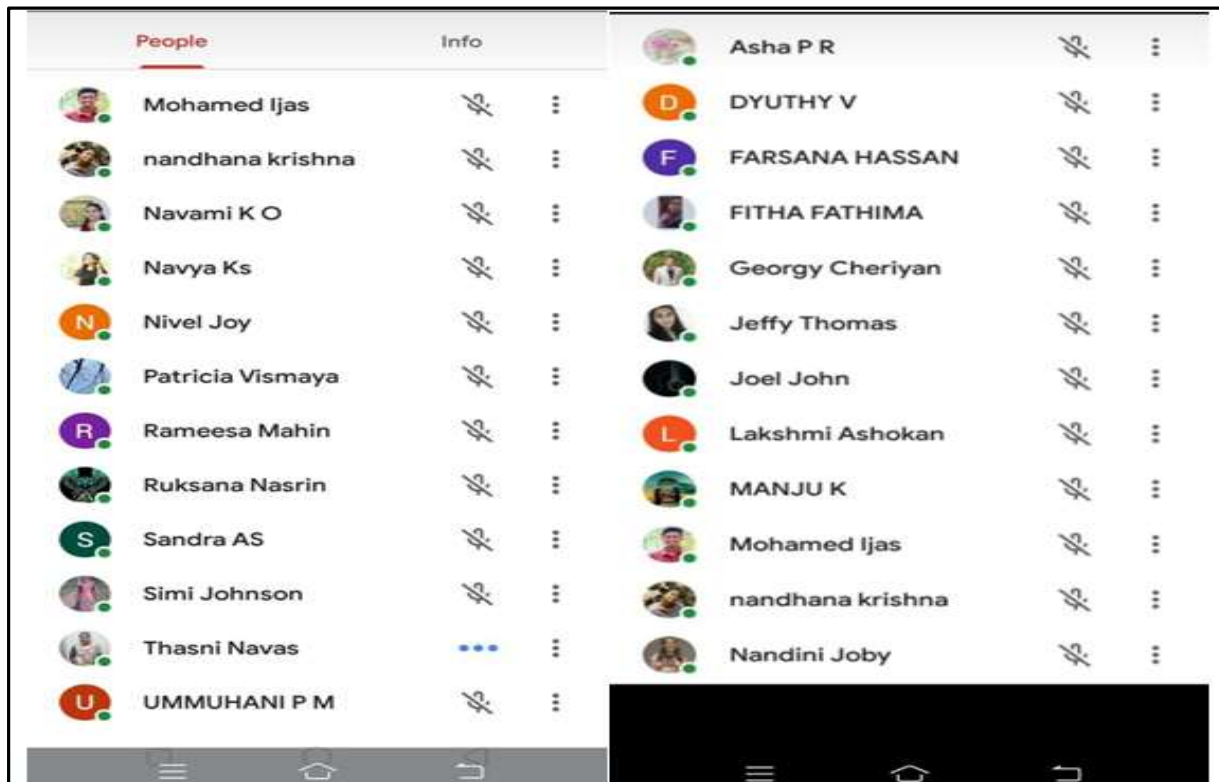 People Info
Mohamed Ijas
nandhana krishna
Navami K O
Navya Ks
N Nivel Joy
Patricia Vismaya
R Rameesa Mahin
Ruksana Nasrin
S Sandra AS
Simi Johnson
Thasni Navas
U UMMUHANI P M
Asha P R
D DYUTHY V
F FARSANA HASSAN
FITHA FATHIMA
Georgy Cheriyan
Jeffy Thomas
Joel John
L Lakshmi Ashokan
MANJU K
Mohamed Ijas
nandhana krishna
Nandini Joby